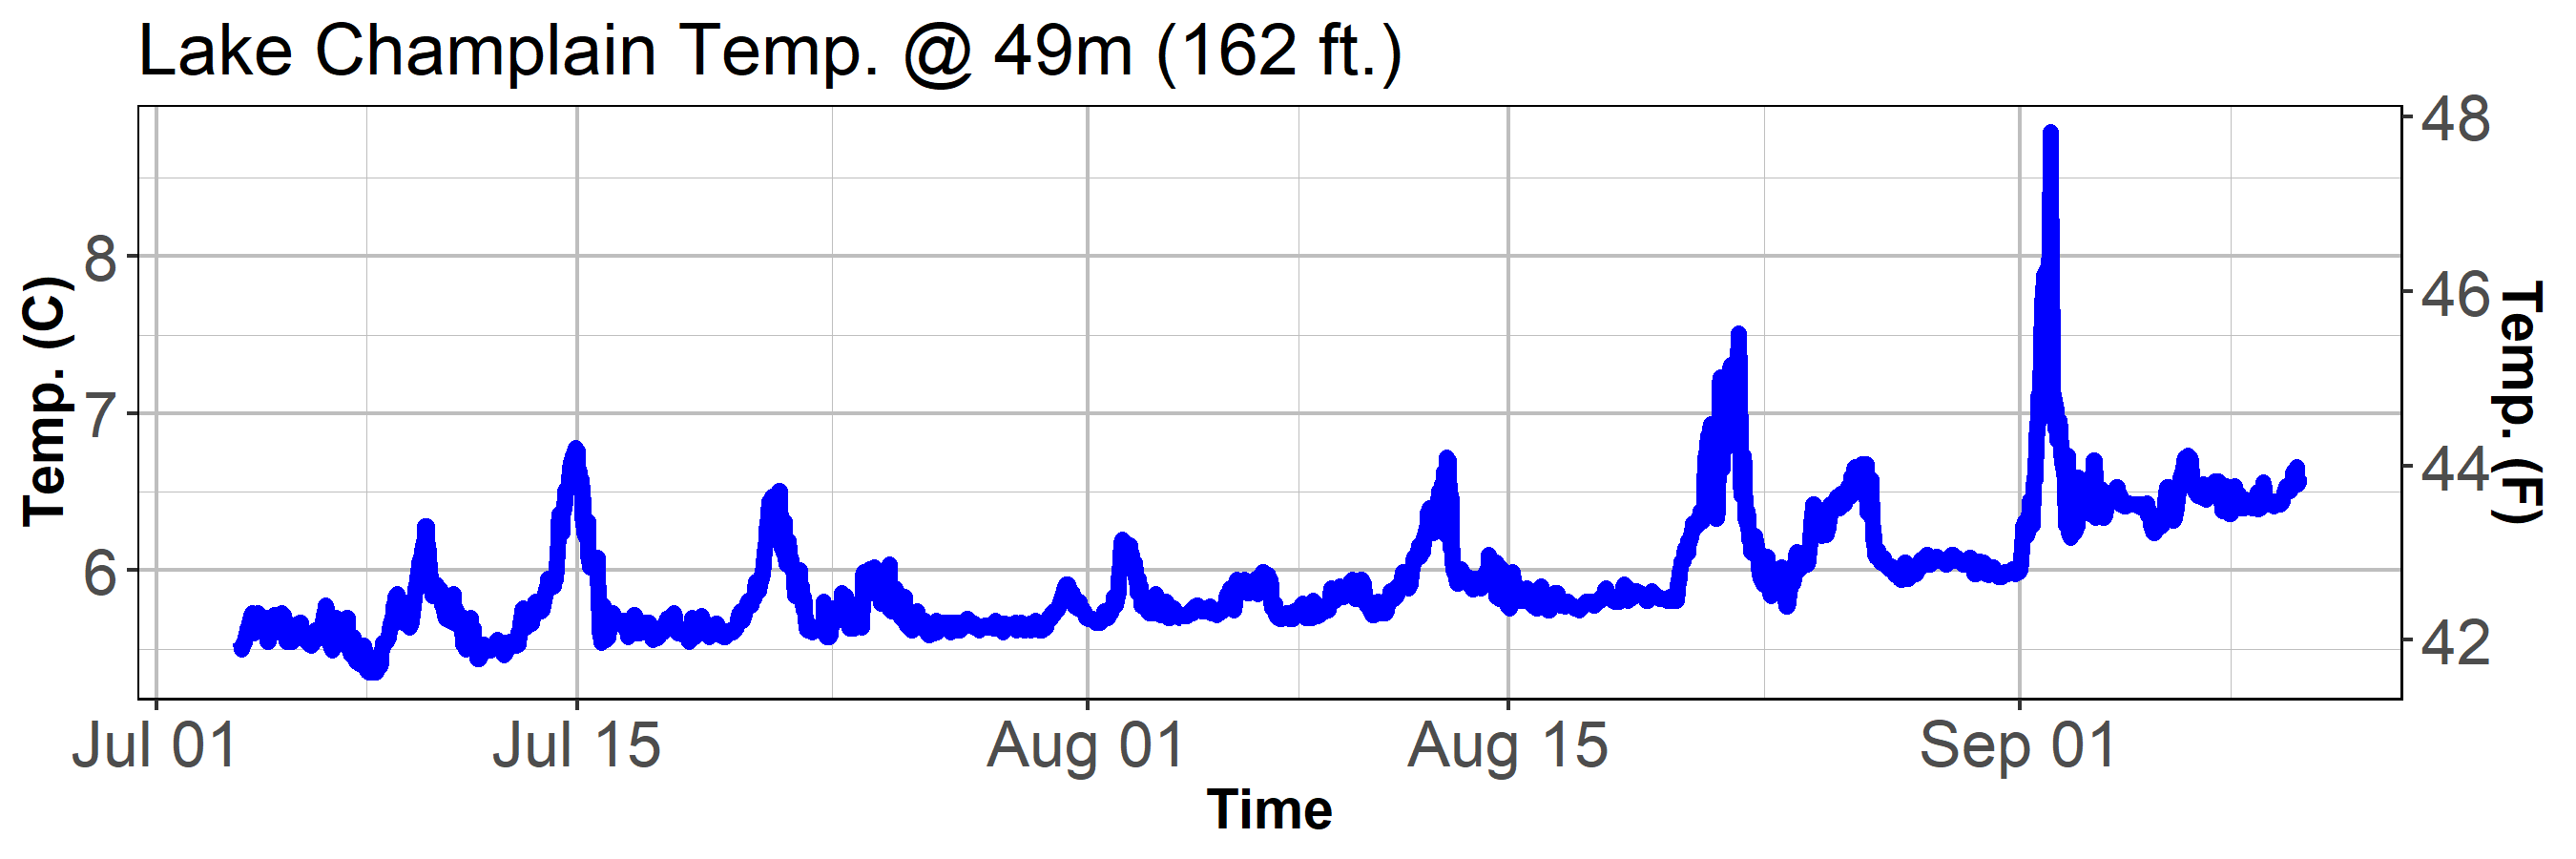 Lake Champlain Temp. @ 49m (162 ft.)
Temp. (C)
8
7
6
48
46
44
42
Temp. (F)
Jul 01
Jul 15
Aug 01
Aug 15
Sep 01
Time